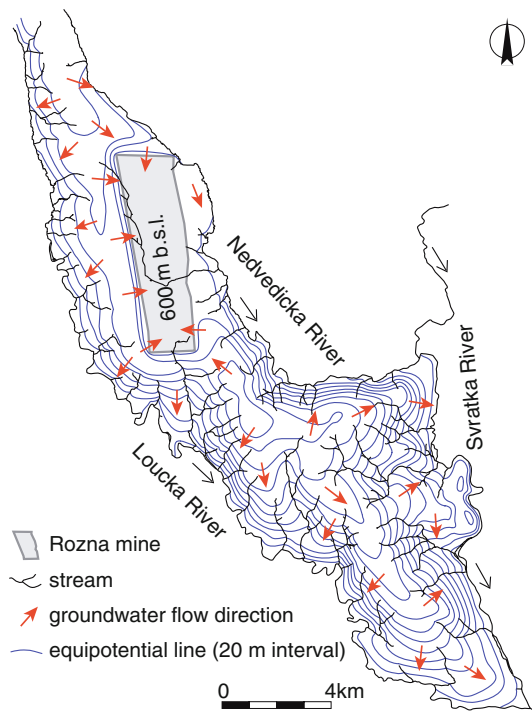 600 m b.s.l.
Nedvedicka River
Svratka River
Loucka River
Rozna mine
stream
groundwater flow direction
equipotential line (20 m interval)
0 4km